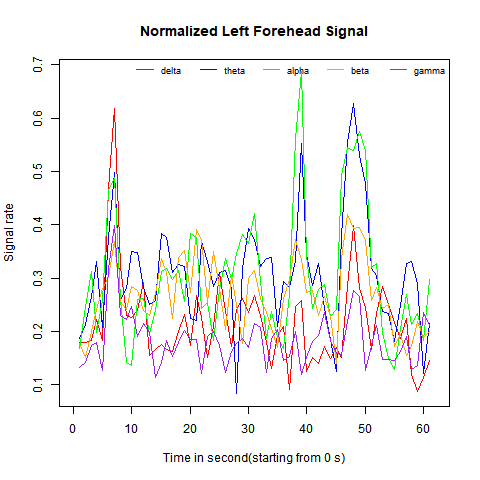 Normalized Left Forehead Signal
delta theta alpha beta gamma
Signal rate
0.7
0.6
0.5
0.4
0.3
0.2
0.1
0 10 20 30 40 50 60
Time in second(starting from 0 s)